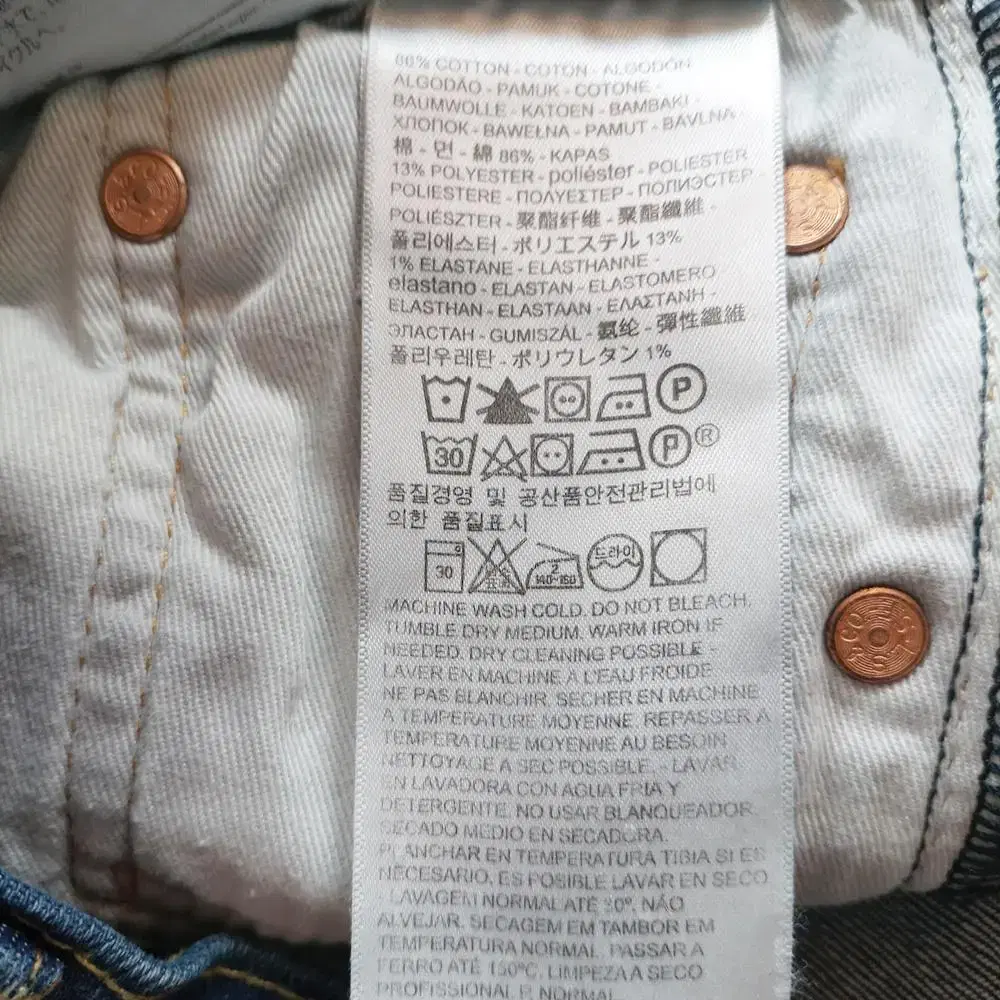 86% COTTON - COTON - ALGODÓN
ALGODÃO - PAMUK - COTONE -
BAUMWOLLE - KATOEN - BAMBAKI -
ХЛОПОК - BAWEŁNA - PAMUT - BAVLNA
棉 - 면 - 綿 86% - KAPAS
13% POLYESTER - poliéster - POLIESTER
POLIESTERE - ΠΟΛΥΕΣΤΕΡ - ПОЛИЭСТЕР -
POLIÉSZTER - 聚酯纤维 - 聚酯纖維 -
폴리에스터 - ポリエステル 13%
1% ELASTANE - ELASTHANNE -
elastano - ELASTAN - ELASTOMERO
ELASTHAN - ELASTAAN - ΕΛΑΣΤΑΝΗ -
ЭЛАСТАН - GUMISZÁL - 氨纶 - 彈性纖維
폴리우레탄 - ポリウレタン 1%
P
30 P ®
품질경영 및 공산품안전관리법에
의한 품질표시
30 2 140~160 드라이
MACHINE WASH COLD. DO NOT BLEACH.
TUMBLE DRY MEDIUM. WARM IRON IF
NEEDED. DRY CLEANING POSSIBLE -
LAVER EN MACHINE À L'EAU FROIDE
NE PAS BLANCHIR. SECHER EN MACHINE
A TEMPERATURE MOYENNE. REPASSER A
TEMPERATURE MOYENNE AU BESOIN
NETTOYAGE A SEC POSSIBLE. - LAVAR
EN LAVADORA CON AGUA FRIA Y
DETERGENTE. NO USAR BLANQUEADOR.
SECADO MEDIO EN SECADORA.
PLANCHAR EN TEMPERATURA TIBIA SI ES
NECESARIO, ES POSIBLE LAVAR EN SECO
- LAVAGEM NORMAL ATÉ 30º. NÃO
ALVEJAR. SECAGEM EM TAMBOR EM
TEMPERATURA NORMAL. PASSAR A
FERRO ATÉ 150ºC. LIMPEZA A SECO
PROFISSIONAL P. NORMAL